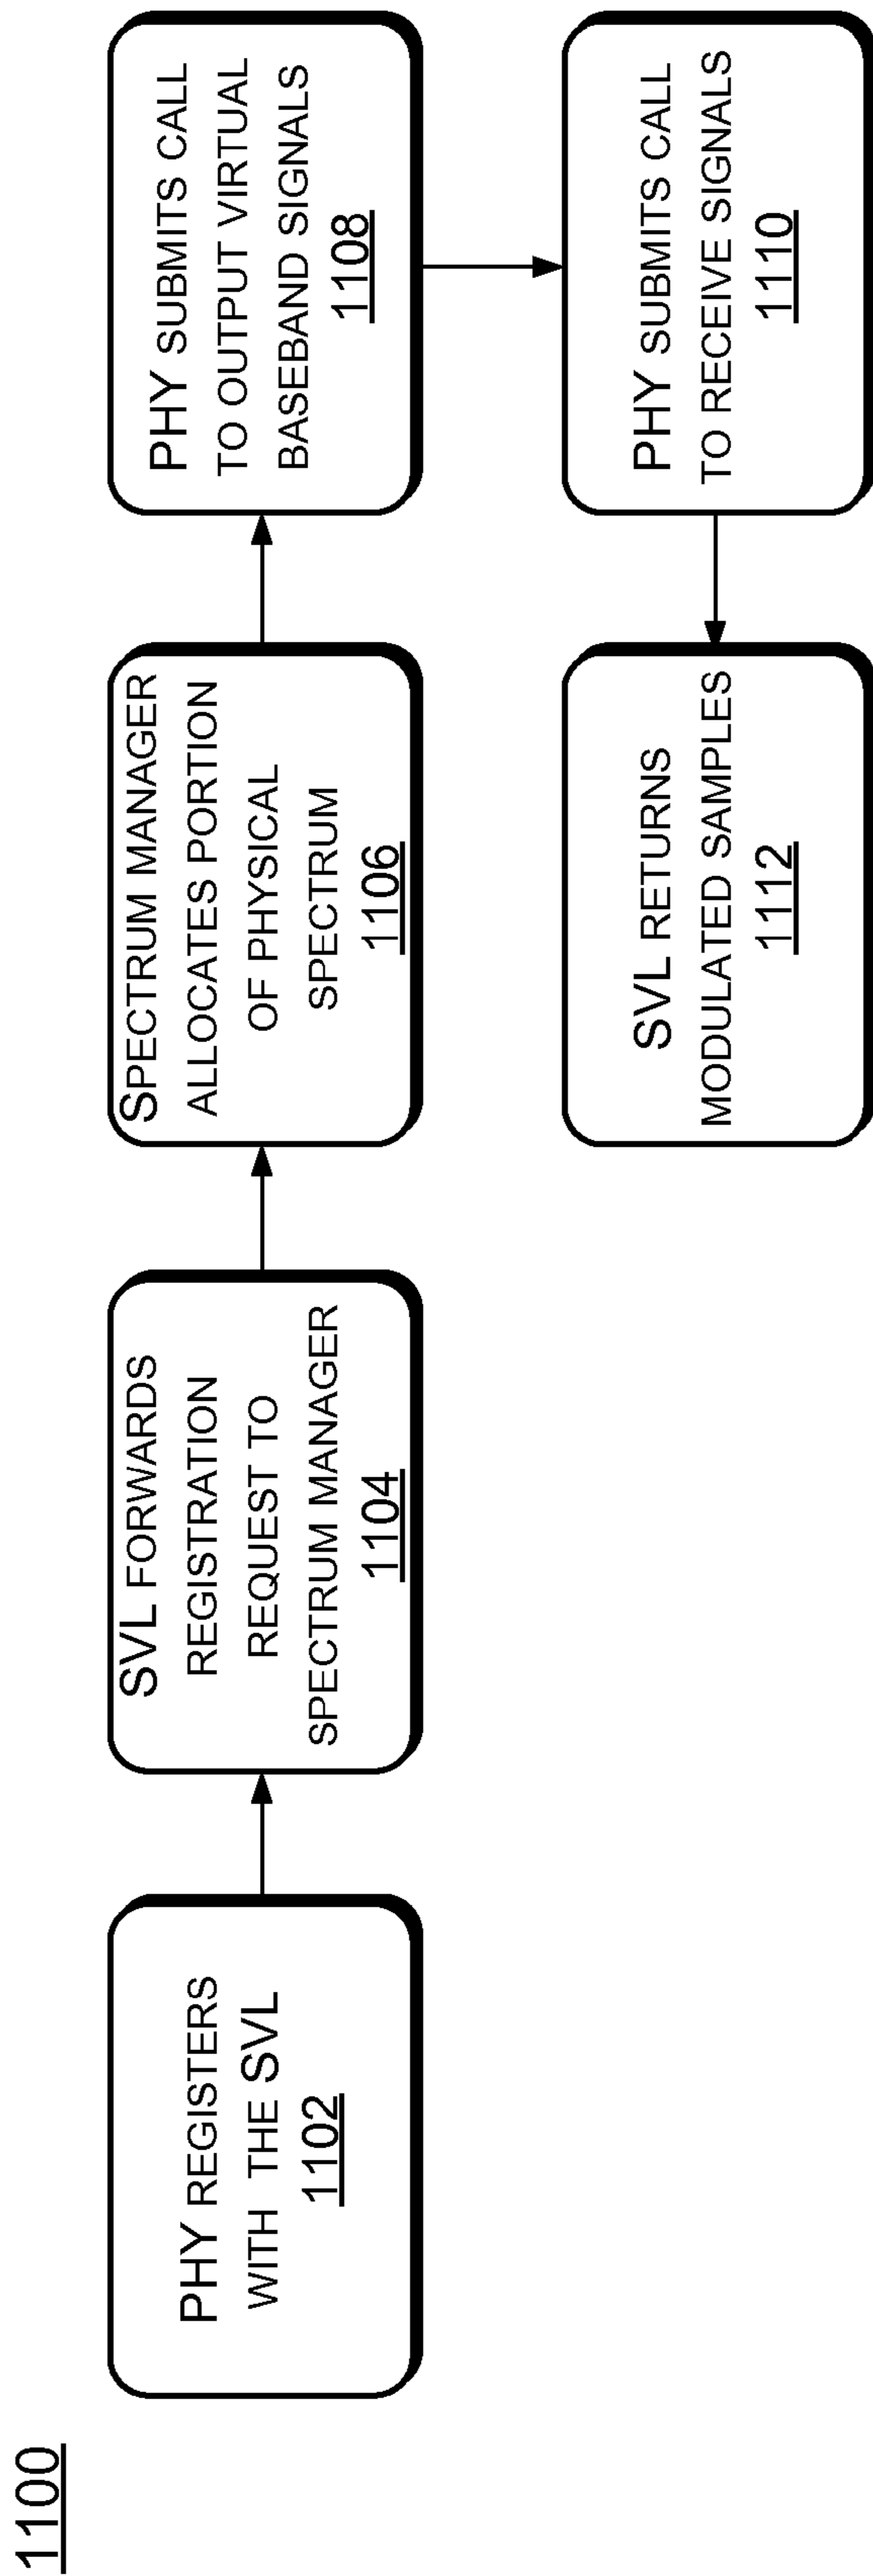 1100
PHY REGISTERS
WITH THE SVL
1102
SVL FORWARDS
REGISTRATION
REQUEST TO
SPECTRUM MANAGER
1104
SPECTRUM MANAGER
ALLOCATES PORTION
OF PHYSICAL
SPECTRUM
1106
PHY SUBMITS CALL
TO OUTPUT VIRTUAL
BASEBAND SIGNALS
1108
PHY SUBMITS CALL
TO RECEIVE SIGNALS
1110
SVL RETURNS
MODULATED SAMPLES
1112